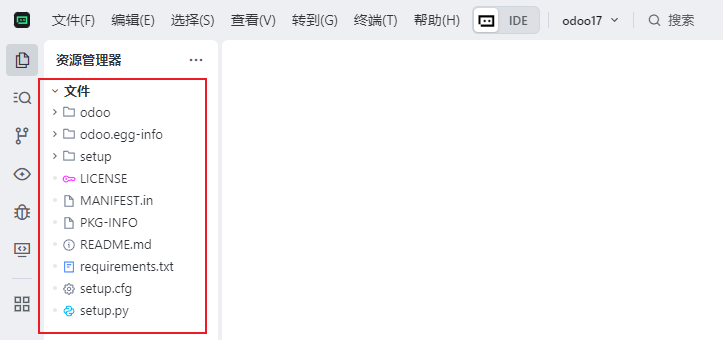 文件(F) 编辑(E) 选择(S) 查看(V) 转到(G) 终端(T) 帮助(H) IDE odoo17 搜索
资源管理器 ...
文件
odoo
odoo.egg-info
setup
LICENSE
MANIFEST.in
PKG-INFO
README.md
requirements.txt
setup.cfg
setup.py